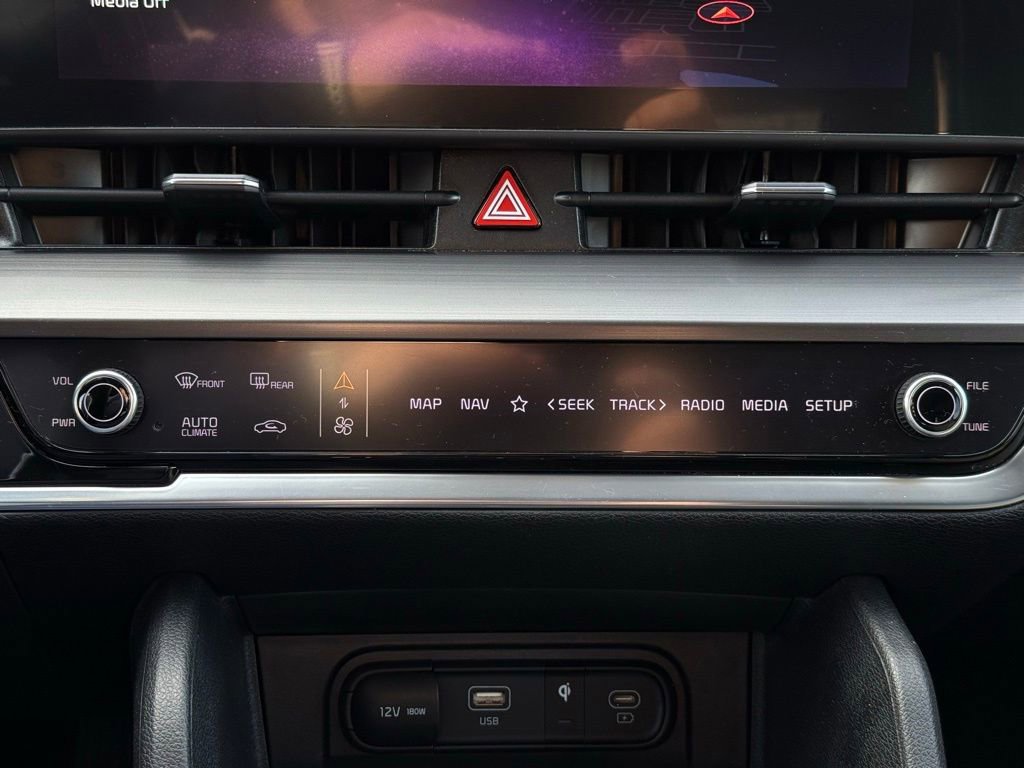 Media Off
VOL
PWR
FRONT
REAR
AUTO
CLIMATE
MAP NAV <SEEK TRACK> RADIO MEDIA SETUP
FILE
TUNE
12V 180W
USB